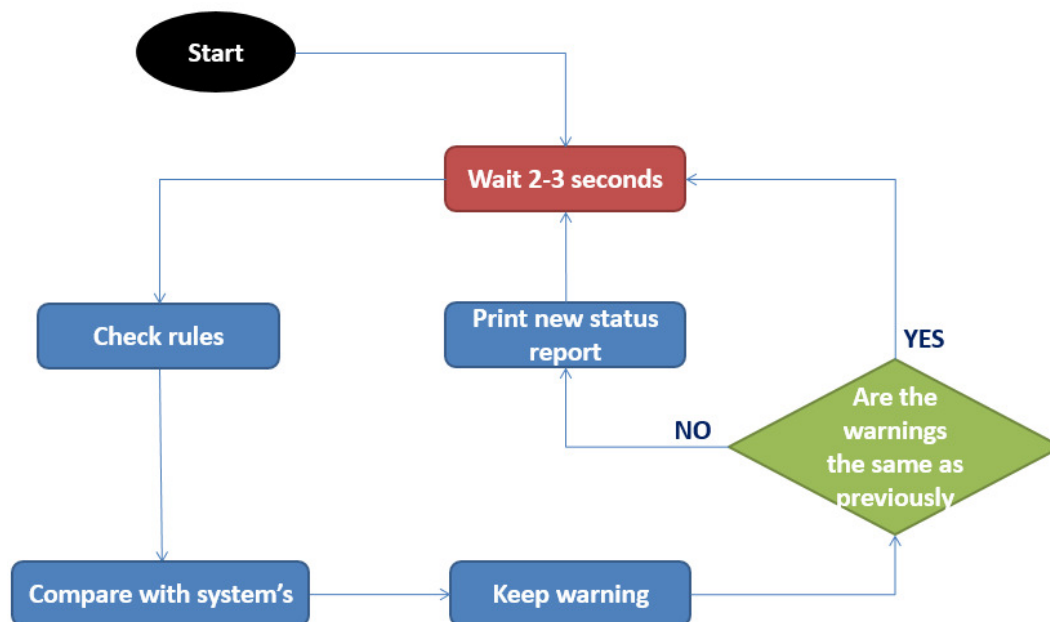 Start
Wait 2-3 seconds
Check rules
Print new status
report
YES
NO
Are the
warnings
the same as
previously
Compare with system's
Keep warning